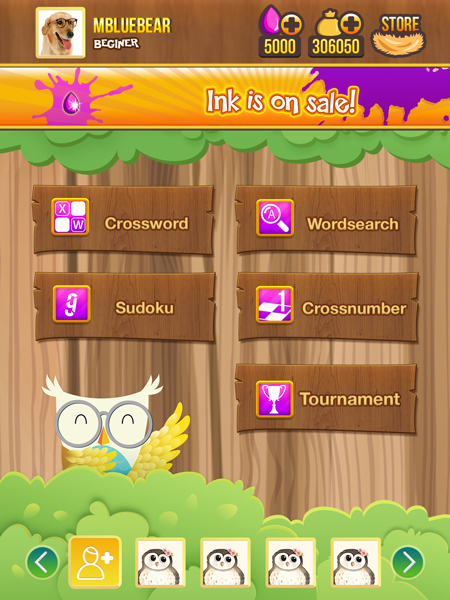 MBLUEBEAR
BEGINER
5000
306050
STORE
Ink is on sale!
X
W
Crossword
A
Wordsearch
9
Sudoku
1
Crossnumber
Tournament